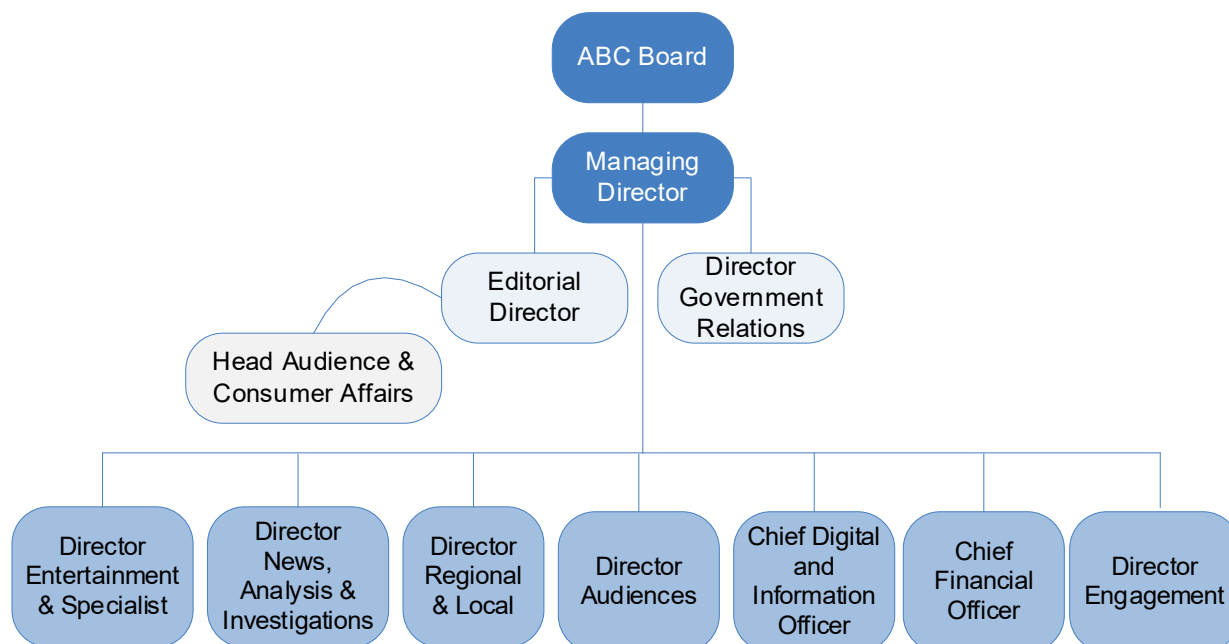 ABC Board
Managing
Director
Editorial
Director
Director
Government
Relations
Head Audience &
Consumer Affairs
Director
Entertainment
& Specialist
Director
News,
Analysis &
Investigations
Director
Regional
& Local
Director
Audiences
Chief Digital
and
Information
Officer
Chief
Financial
Officer
Director
Engagement